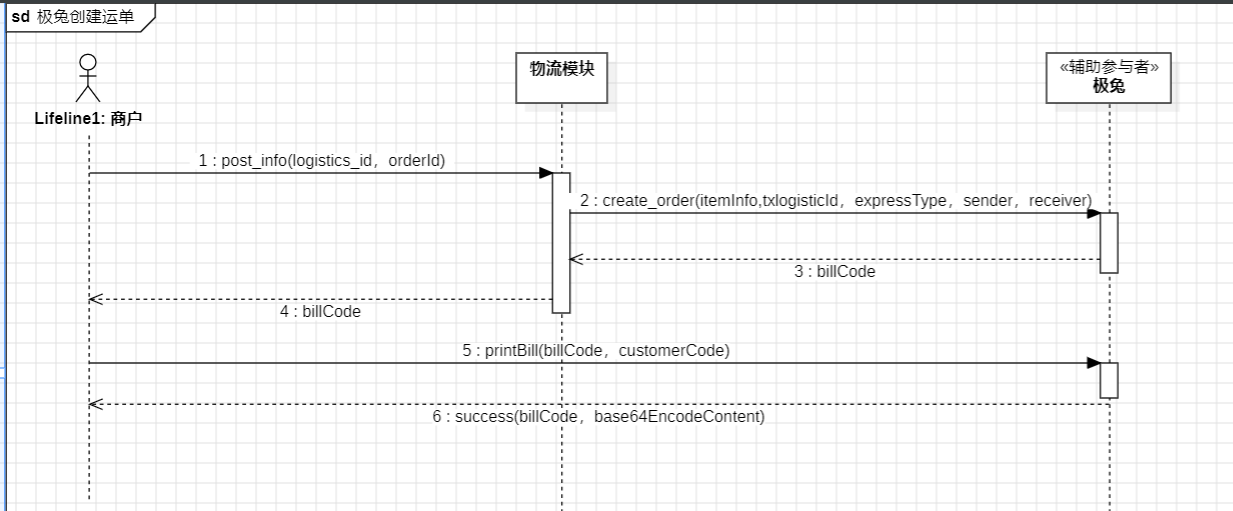 sd 极兔创建运单
物流模块
«辅助参与者»
极兔
Lifeline1: 商户
1 : post_info(logistics_id，orderId)
2 : create_order(itemInfo,txlogisticId，expressType，sender，receiver)
3 : billCode
4 : billCode
5 : printBill(billCode，customerCode)
6 : success(billCode，base64EncodeContent)